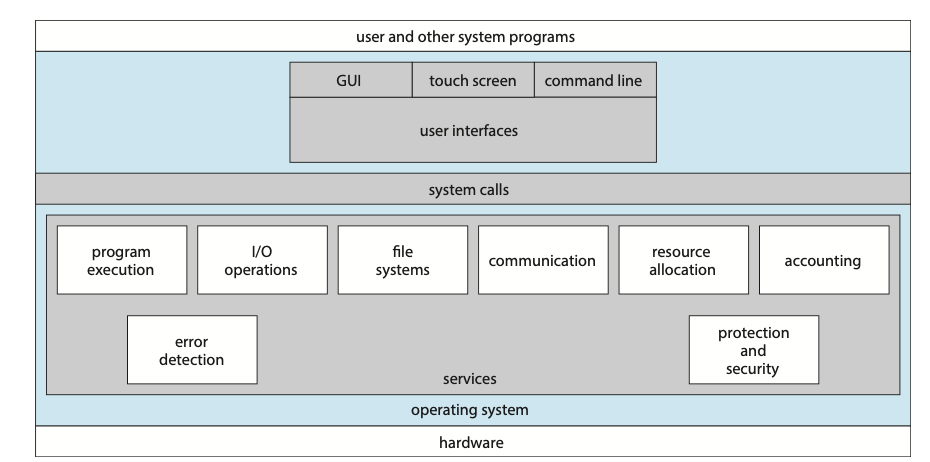 user and other system programs
GUI
touch screen
command line
user interfaces
system calls
program
execution
I/O
operations
file
systems
communication
resource
allocation
accounting
error
detection
protection
and
security
services
operating system
hardware